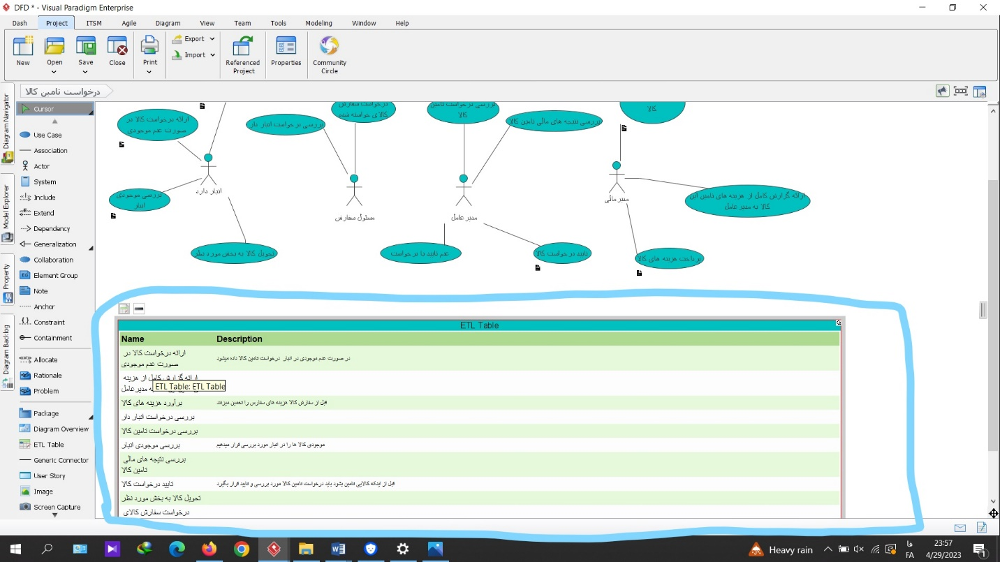 DFD * - Visual Paradigm Enterprise
Dash Project ITSM Agile Diagram View Team Tools Modeling Window Help
New Open Save Close Print Export Import Referenced Project Properties Community Circle
درخواست تامین کالا
Diagram Navigator
Model Explorer
Property
Diagram Backlog
Cursor
Use Case
Association
Actor
System
Include
Extend
Dependency
Generalization
Collaboration
Element Group
Note
Anchor
Constraint
Containment
Allocate
Rationale
Problem
Package
Diagram Overview
ETL Table
Generic Connector
User Story
Image
Screen Capture
ارائه درخواست کالا در
صورت عدم موجودی
بررسی درخواست انبار دار
درخواست سفارش
کالای خواسته شده
بررسی درخواست تامین
کالا
بررسی نتیجه های مالی تامین کالا
کالا
انبار دارد
بررسی موجودی
انبار
مسئول سفارش
مدیر عامل
مدیر مالی
ارائه گزارش کامل از هزینه های تامین این
کالا به مدیر عامل
تحویل کالا به بخش مورد نظر
عدم تایید دبا درخواست
تایید درخواست کالا
پرداخت هزینه های کالا
ETL Table
Name Description
ارائه درخواست کالا در
صورت عدم موجودی
در صورت عدم موجودی در انبار درخواست تامین کالا داده میشود
ارائه گزارش کامل از هزینه
به مدیرعامل
ETL Table: ETL Table
برآورد هزینه های کالا
قبل از سفارش کالا هزینه های سفارس را تخمین میزنند
بررسی درخواست انبار دار
بررسی درخواست تامین کالا
بررسی موجودی انبار
موجودی کالا ها را در انبار مورد بررسی قرار میدهیم
بررسی نتیجه های مالی
تامین کالا
تایید درخواست کالا
قبل از اینکه کالایی تامین بشود باید درخواست تامین کالا مورد بررسی و تایید قرار بگیرد
تحویل کالا به بخش مورد نظر
درخواست سفارش کالای
Heavy rain
فا
FA
23:57
4/29/2023
1